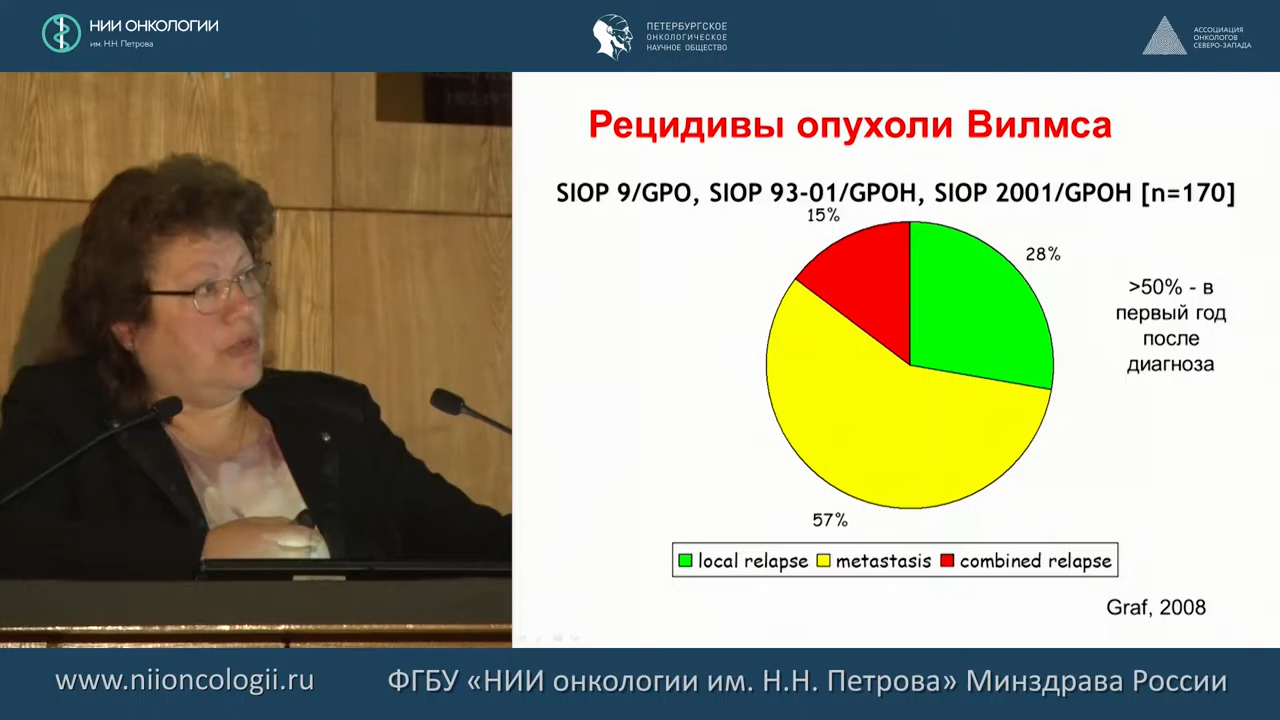 НИИ ОНКОЛОГИИ
им. Н.Н. Петрова
ПЕТЕРБУРГСКОЕ
ОНКОЛОГИЧЕСКОЕ
НАУЧНОЕ ОБЩЕСТВО
АССОЦИАЦИЯ
ОНКОЛОГОВ
СЕВЕРО-ЗАПАДА
Рецидивы опухоли Вилмса
SIOP 9/GPO, SIOP 93-01/GPOH, SIOP 2001/GPOH [n=170]
15%
28%
>50% - в
первый год
после
диагноза
57%
local relapse metastasis combined relapse
Graf, 2008
www.niioncologii.ru
ФГБУ «НИИ онкологии им. Н.Н. Петрова» Минздрава России